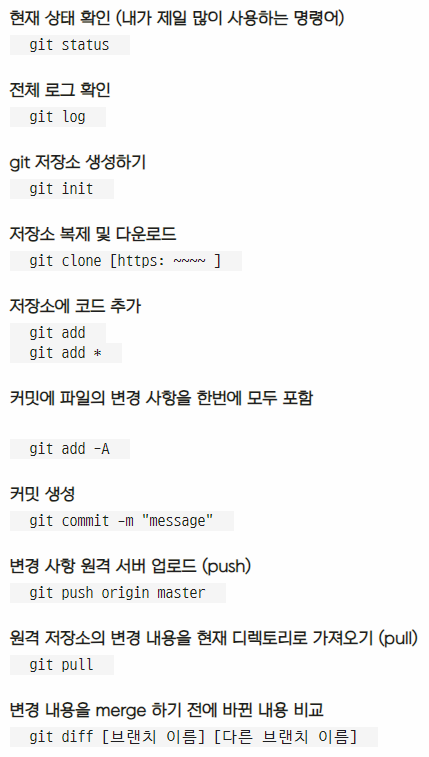 현재 상태 확인 (내가 제일 많이 사용하는 명령어)
git status
전체 로그 확인
git log
git 저장소 생성하기
git init
저장소 복제 및 다운로드
git clone [https: ~~~~ ]
저장소에 코드 추가
git add
git add *
커밋에 파일의 변경 사항을 한번에 모두 포함
git add -A
커밋 생성
git commit -m "message"
변경 사항 원격 서버 업로드 (push)
git push origin master
원격 저장소의 변경 내용을 현재 디렉토리로 가져오기 (pull)
git pull
변경 내용을 merge 하기 전에 바뀐 내용 비교
git diff [브랜치 이름] [다른 브랜치 이름]